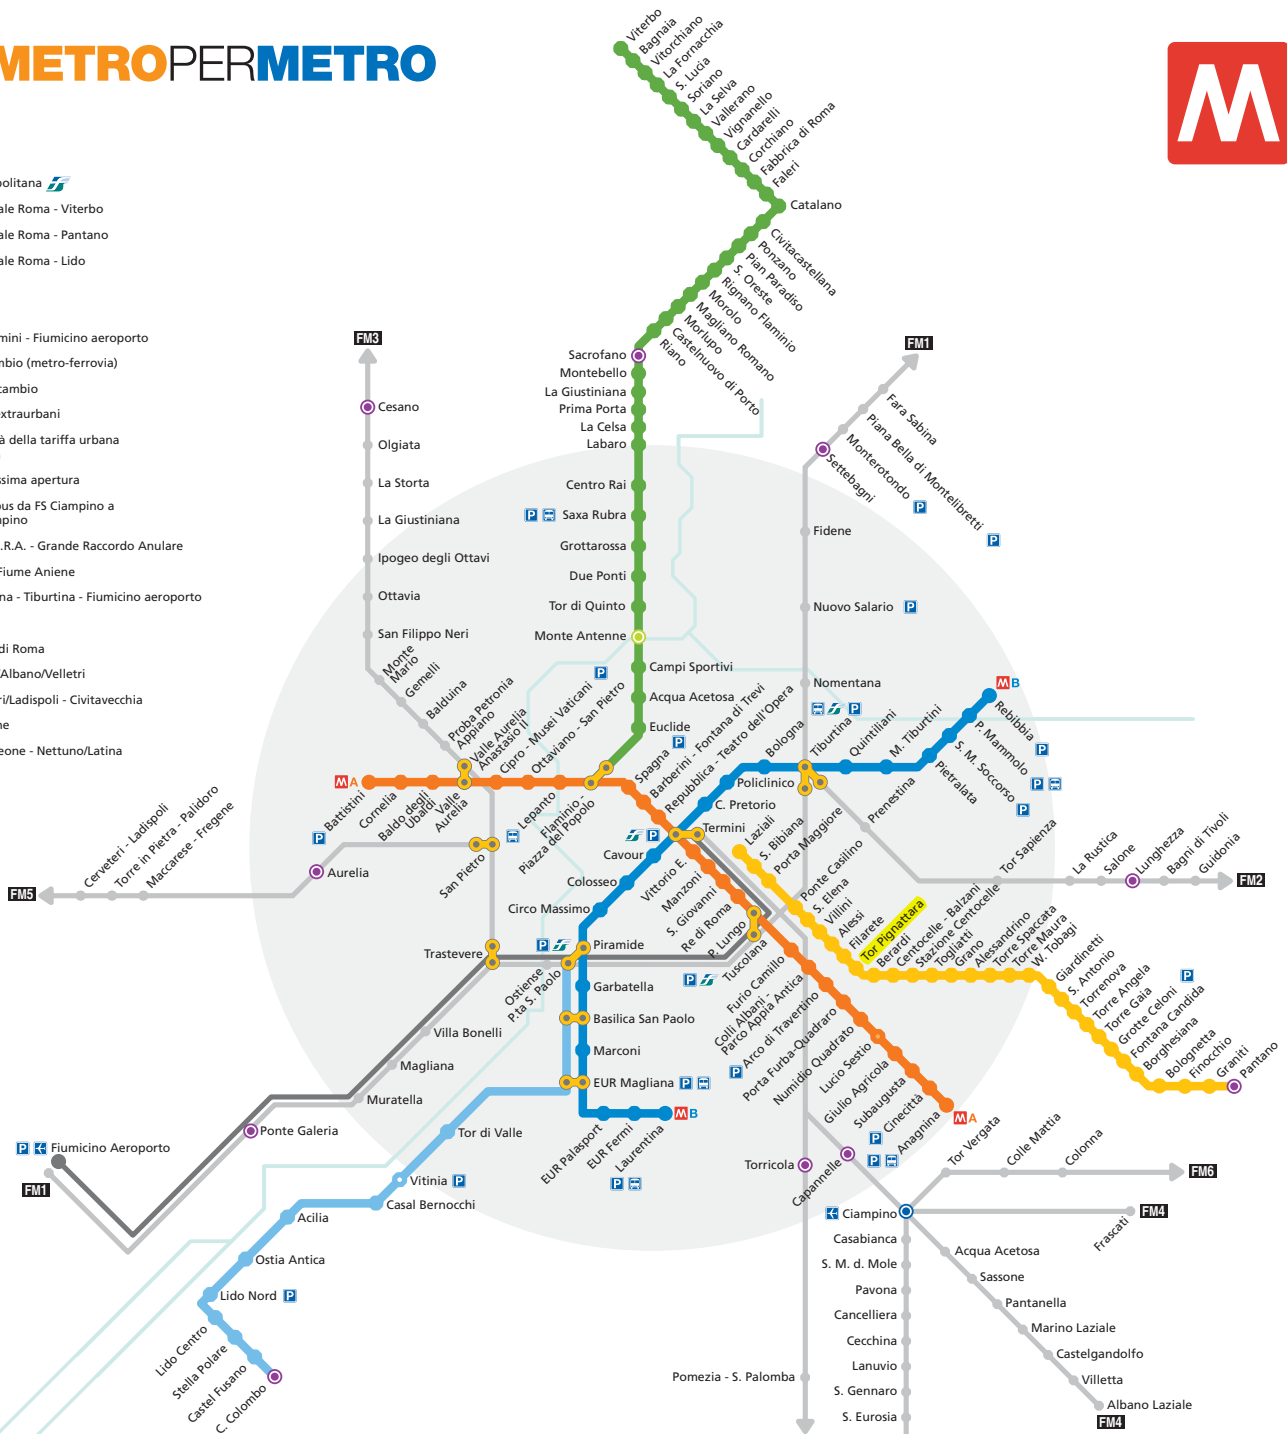 METROPERMETRO
M
politana
ale Roma - Viterbo
ale Roma - Pantano
ale Roma - Lido
mini - Fiumicino aeroporto
mbio (metro-ferrovia)
cambio
extraurbani
à della tariffa urbana
ssima apertura
bus da FS Ciampino a
mpino
.R.A. - Grande Raccordo Anulare
Fiume Aniene
na - Tiburtina - Fiumicino aeroporto
di Roma
/Albano/Velletri
ri/Ladispoli - Civitavecchia
ne
eone - Nettuno/Latina
Viterbo
Bagnaia
Vitorchiano
La Fornacchia
S. Lucia
Soriano
La Selva
Vallerano
Vignanello
Cardarelli
Corchiano
Fabbrica di Roma
Faleri
Catalano
Civitacastellana
Ponzano
Pian Paradiso
S. Oreste
Rignano Flaminio
Morolo
Magliano Romano
Morlupo
Castelnuovo di Porto
Riano
Sacrofano
Montebello
La Giustiniana
Prima Porta
La Celsa
Labaro
Centro Rai
P Saxa Rubra
Grottarossa
Due Ponti
Tor di Quinto
Monte Antenne
Campi Sportivi
Acqua Acetosa
Euclide
FM3
Cesano
Olgiata
La Storta
La Giustiniana
Ipogeo degli Ottavi
Ottavia
San Filippo Neri
Monte
Mario
Gemelli
Balduina
Proba Petronia
Appiano
Valle Aurelia
Anastasio II
Cipro - Musei Vaticani P
Ottaviano - San Pietro
FM1
Fara Sabina
Piana Bella di Montelibretti P
Monterotondo P
Settebagni
Fidene
Nuovo Salario P
Nomentana
MA
Battistini
P
Cornelia
Baldo degli
Ubaldi
Valle
Aurelia
Lepanto
Flaminio -
Piazza del Popolo
Spagna P
Barberini - Fontana di Trevi
Repubblica - Teatro dell'Opera
Bologna
Tiburtina P
Quintiliani
M. Tiburtini
MB
Rebibbia P
P. Mammolo P
S. M. Soccorso P
Pietralata
Policlinico
C. Pretorio
P Termini
Cavour
Colosseo
Circo Massimo
P Piramide
Garbatella
Basilica San Paolo
Marconi
EUR Magliana P
MB
EUR Palasport
EUR Fermi
Laurentina
P
Vittorio E.
Manzoni
S. Giovanni
Re di Roma
P. Lungo
Tuscolana
P
Furio Camillo
Colli Albani -
Parco Appia Antica
Arco di Travertino
P
Porta Furba-Quadraro
Numidio Quadrato
Lucio Sestio
Giulio Agricola
Subaugusta
Cinecittà
P
Anagnina
P
MA
Laziali
S. Bibiana
Porta Maggiore
Ponte Casilino
S. Elena
Villini
Alessi
Filarete
Tor Pignattara
Berardi
Centocelle - Balzani
Stazione Centocelle
Togliatti
Grano
Alessandrino
Torre Spaccata
Torre Maura
W. Tobagi
Giardinetti
S. Antonio
Torrenova
Torre Angela
Torre Gaia
Grotte Celoni P
Fontana Candida
Borghesiana
Bolognetta
Finocchio
Graniti
Pantano
Prenestina
Tor Sapienza
La Rustica
Salone
Lunghezza
Bagni di Tivoli
Guidonia
FM2
FM5
Cerveteri - Ladispoli
Torre in Pietra - Palidoro
Maccarese - Fregene
Aurelia
San Pietro
Trastevere
Ostiense
P.ta S. Paolo
Villa Bonelli
Magliana
Muratella
Ponte Galeria
P Fiumicino Aeroporto
FM1
Tor di Valle
Vitinia P
Casal Bernocchi
Acilia
Ostia Antica
Lido Nord P
Lido Centro
Stella Polare
Castel Fusano
C. Colombo
Torricola
Pomezia - S. Palomba
Capannelle
Ciampino
Tor Vergata
Colle Mattia
Colonna
FM6
Frascati
FM4
Casabianca
S. M. d. Mole
Pavona
Cancelliera
Cecchina
Lanuvio
S. Gennaro
S. Eurosia
Acqua Acetosa
Sassone
Pantanella
Marino Laziale
Castelgandolfo
Villetta
Albano Laziale
FM4